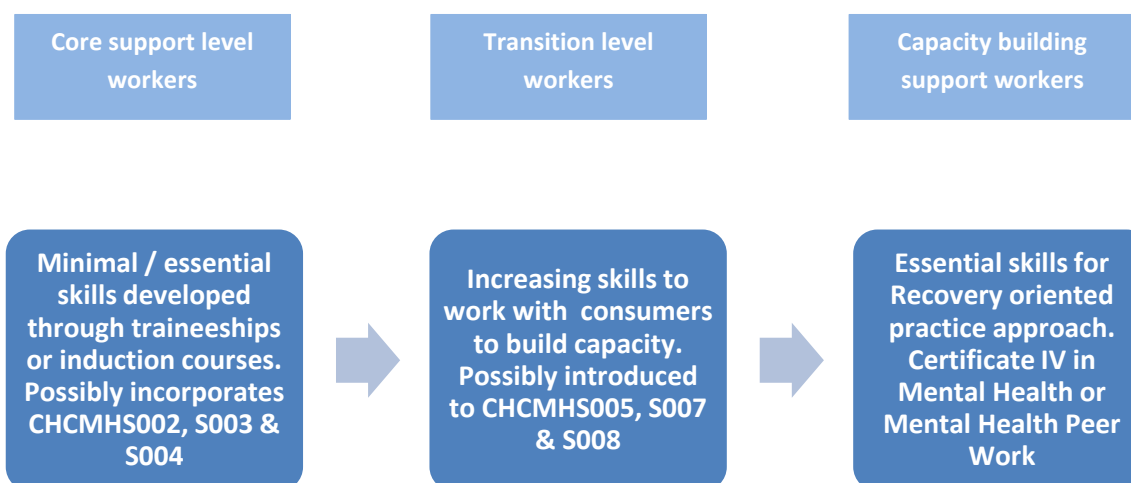 Core support level
workers
Transition level
workers
Capacity building
support workers
Minimal / essential
skills developed
through traineeships
or induction courses.
Possibly incorporates
CHCMHS002, S003 &
S004
Increasing skills to
work with  consumers
to build capacity.
Possibly introduced
to CHCMHS005, S007
& S008
Essential skills for
Recovery oriented
practice approach.
Certificate IV in
Mental Health or
Mental Health Peer
Work